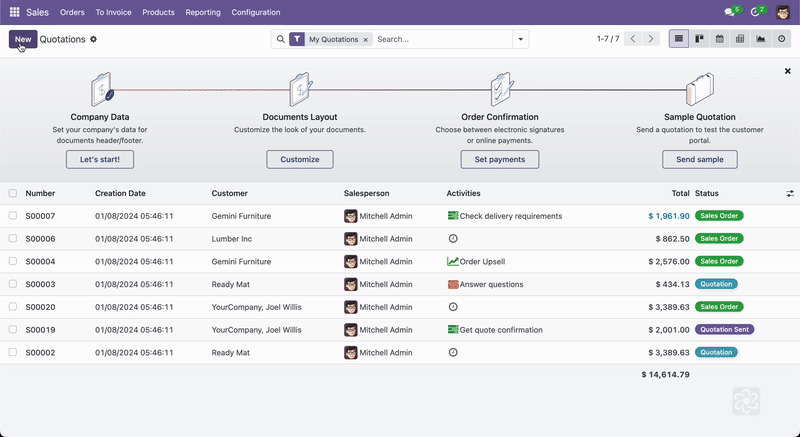 Sales Orders To Invoice Products Reporting Configuration 5 2
New Quotations My Quotations × Search... 1-7 / 7
Company Data Documents Layout Order Confirmation Sample Quotation
Set your company's data for documents header/footer.
Customize the look of your documents.
Choose between electronic signatures or online payments.
Send a quotation to test the customer portal.
Let's start! Customize Set payments Send sample
Number Creation Date Customer Salesperson Activities Total Status
S00007 01/08/2024 05:46:11 Gemini Furniture Mitchell Admin Check delivery requirements $ 1,961.90 Sales Order
S00006 01/08/2024 05:46:11 Lumber Inc Mitchell Admin $ 862.50 Sales Order
S00004 01/08/2024 05:46:11 Gemini Furniture Mitchell Admin Order Upsell $ 2,576.00 Sales Order
S00003 01/08/2024 05:46:11 Ready Mat Mitchell Admin Answer questions $ 434.13 Quotation
S00020 01/08/2024 05:46:11 YourCompany, Joel Willis Mitchell Admin $ 3,389.63 Sales Order
S00019 01/08/2024 05:46:11 YourCompany, Joel Willis Mitchell Admin Get quote confirmation $ 2,001.00 Quotation Sent
S00002 01/08/2024 05:46:11 Ready Mat Mitchell Admin $ 3,389.63 Quotation
$ 14,614.79